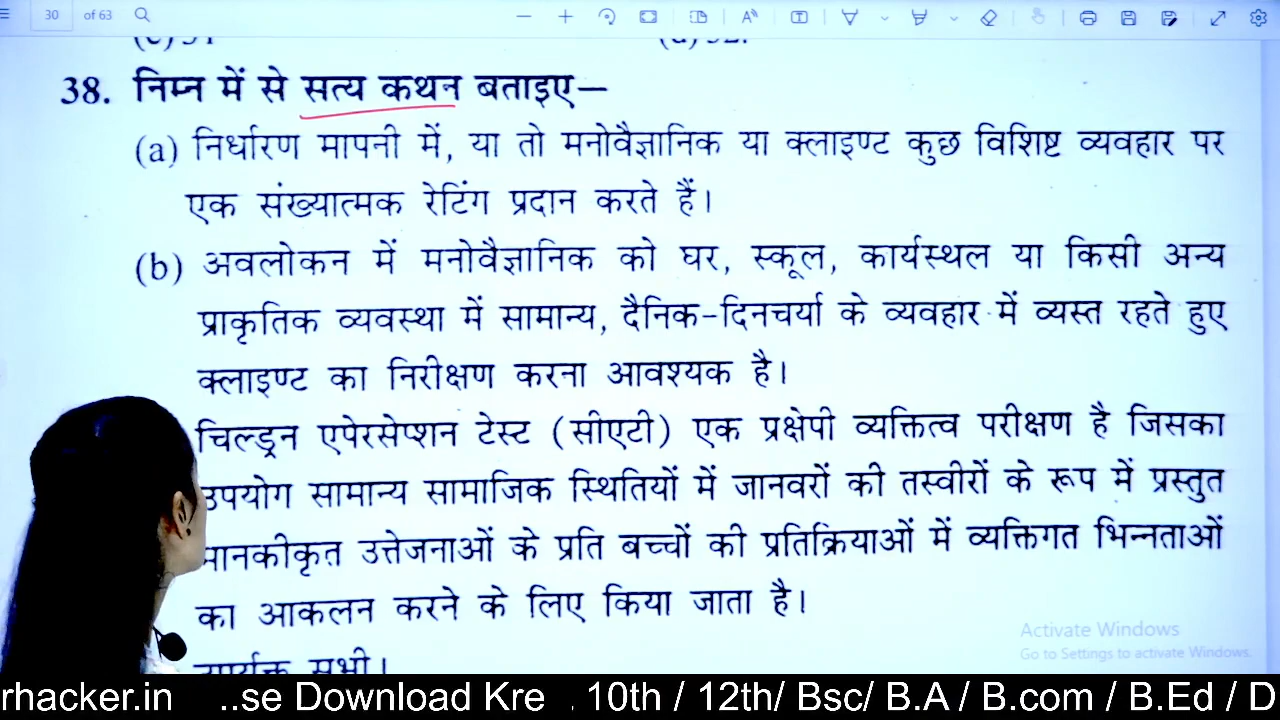 30 of 63
38. निम्न में से सत्य कथन बताइए—
(a) निर्धारण मापनी में, या तो मनोवैज्ञानिक या क्लाइण्ट कुछ विशिष्ट व्यवहार पर
एक संख्यात्मक रेटिंग प्रदान करते हैं।
(b) अवलोकन में मनोवैज्ञानिक को घर, स्कूल, कार्यस्थल या किसी अन्य
प्राकृतिक व्यवस्था में सामान्य, दैनिक-दिनचर्या के व्यवहार में व्यस्त रहते हुए
क्लाइण्ट का निरीक्षण करना आवश्यक है।
चिल्ड्रन एपेरसेप्शन टेस्ट (सीएटी) एक प्रक्षेपी व्यक्तित्व परीक्षण है जिसका
उपयोग सामान्य सामाजिक स्थितियों में जानवरों की तस्वीरों के रूप में प्रस्तुत
मानकीकृत उत्तेजनाओं के प्रति बच्चों की प्रतिक्रियाओं में व्यक्तिगत भिन्नताओं
का आकलन करने के लिए किया जाता है।
Activate Windows
Go to Settings to activate Windows.
rhacker.in ..se Download Kre . 10th / 12th/ Bsc/ B.A / B.com / B.Ed / D